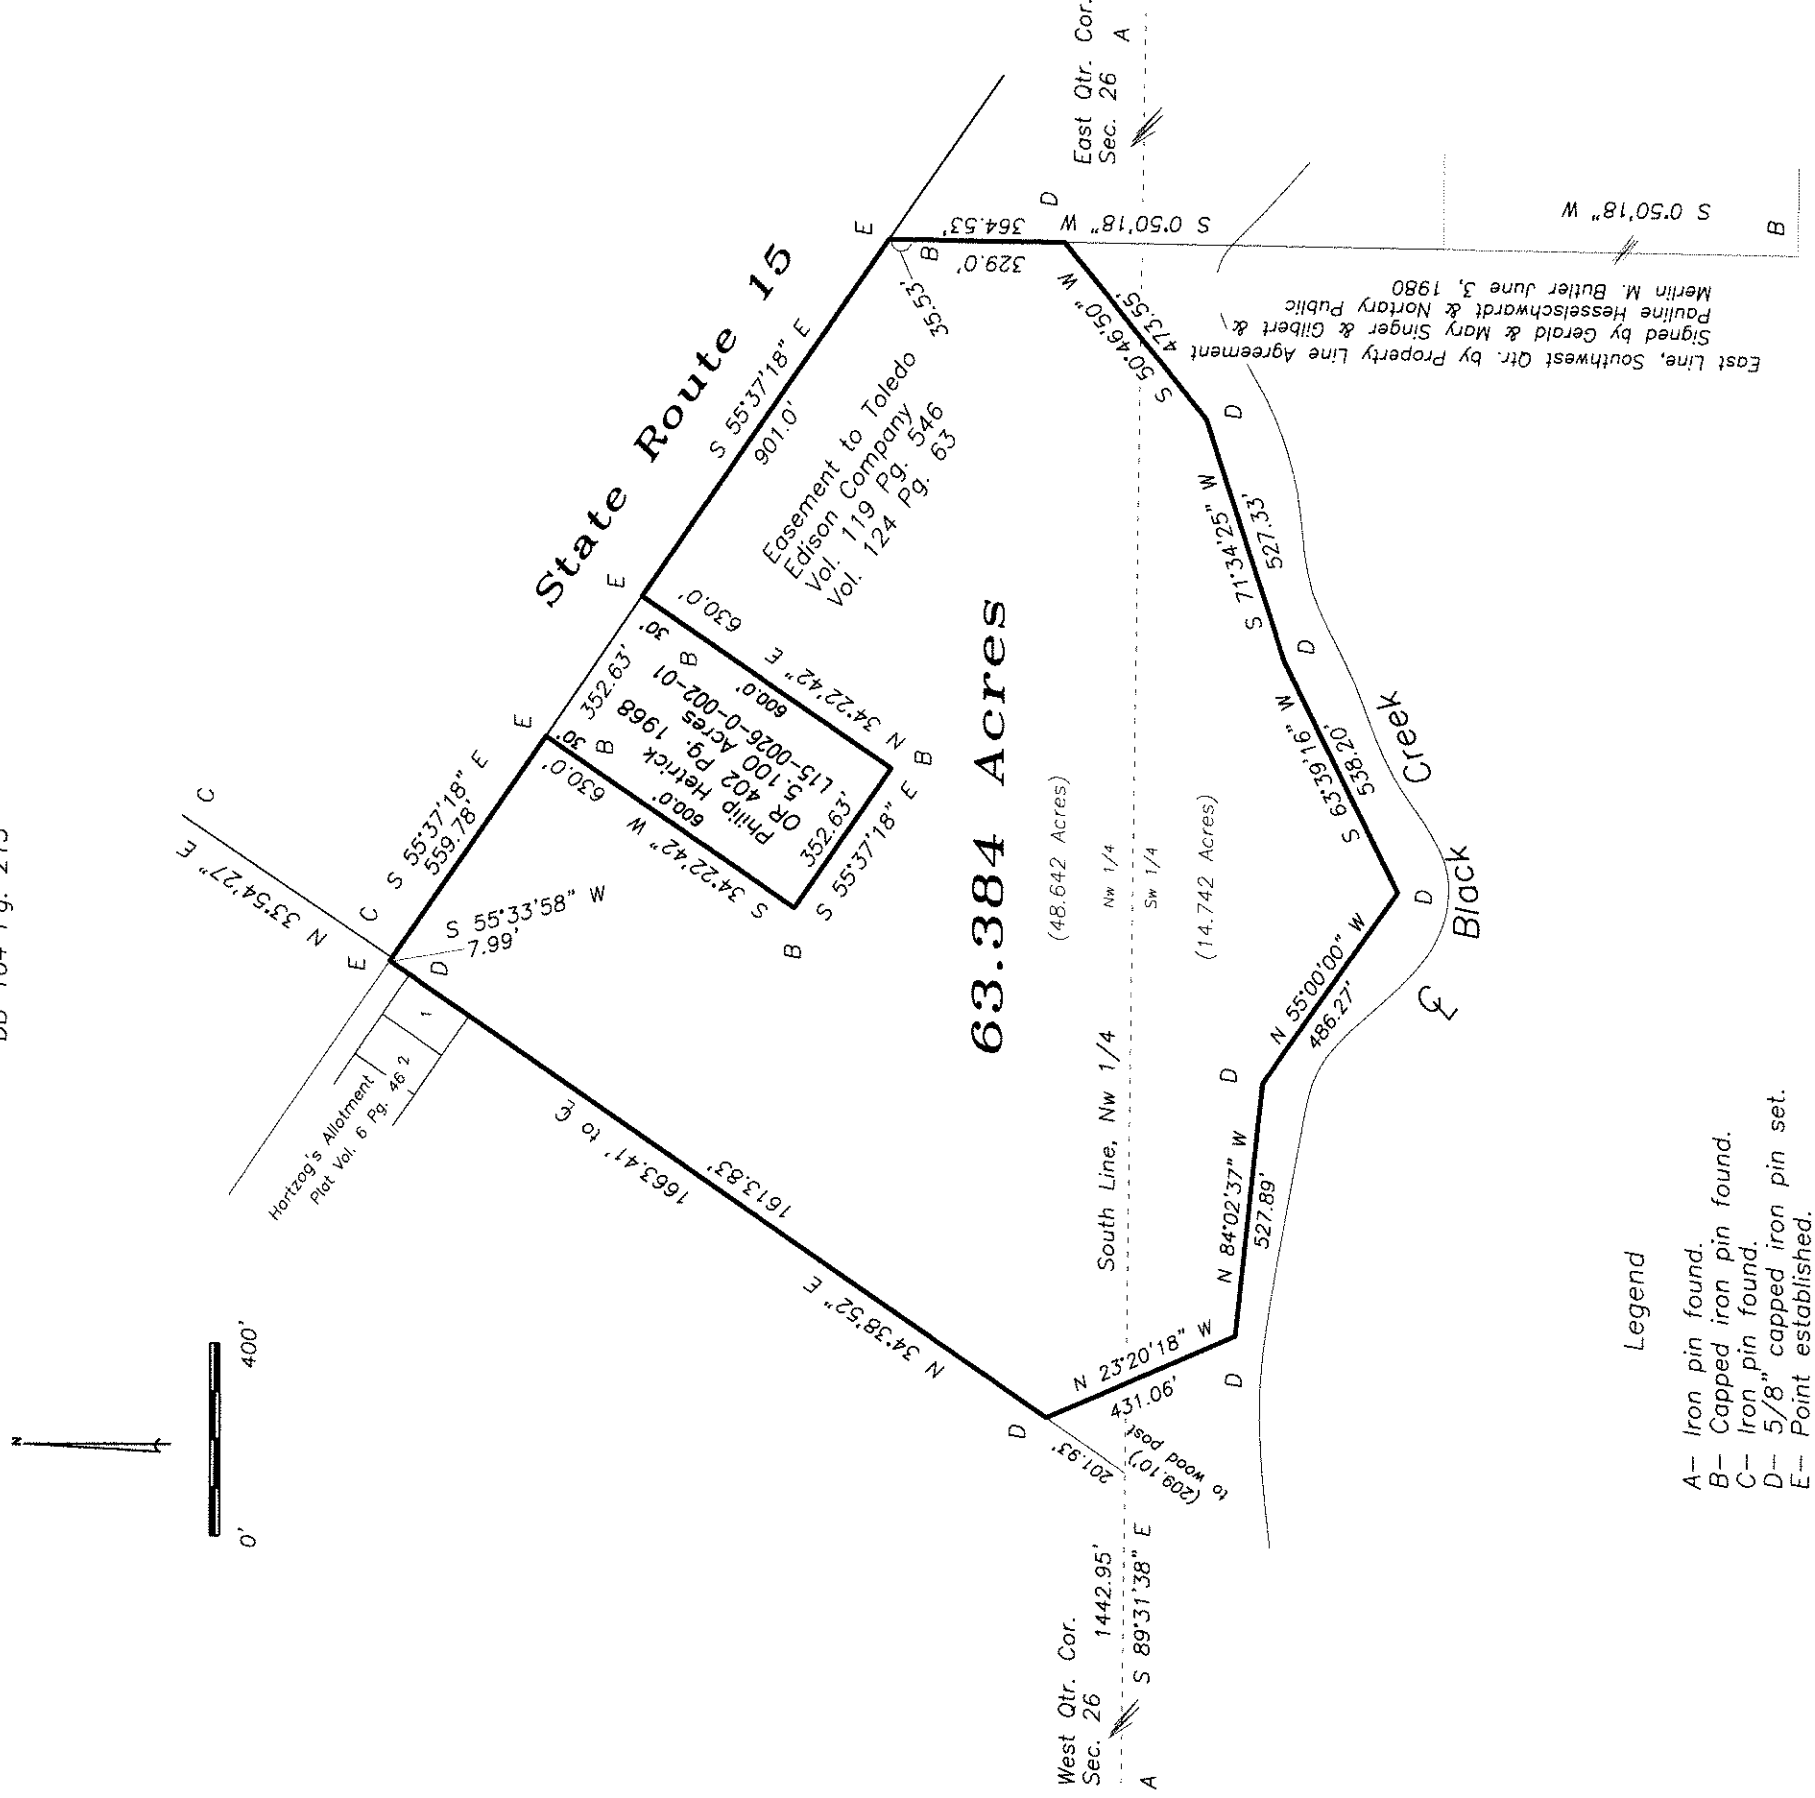 N
0'
400'
State Route 15
N 33°54'27" E
C
E
C
D
S 55°37'18" E
559.78'
S 55°33'58" W
7.99'
Hartzog's Allotment
Plat Vol. 6 Pg. 46
1
2
E
352.63'
E
30'
B
30'
B
630.0'
600.0'
S 34°22'42" W
Philip Hetrick
OR 402 Pg. 1968
5.100 Acres
L15-0026-0-002-01
600.0'
N 34°22'42" E
630.0'
352.63'
S 55°37'18" E
B
B
S 55°37'18" E
901.0'
Easement to Toledo
Edison Company
Vol. 119 Pg. 546
Vol. 124 Pg. 63
E
B
35.53'
364.53'
329.0'
D
S 0°50'18" W
East Qtr. Cor.
Sec. 26
A
S 0°50'18" W
B
East Line, Southwest Qtr. by Property Line Agreement
Signed by Gerald & Mary Singer & Gilbert &
Pauline Hesselschwardt & Nortary Public
Merlin M. Butler June 3, 1980
S 50°46'50" W
473.55'
D
S 71°34'25" W
527.33'
D
S 63°39'16" W
538.20'
D
Black Creek
N 55°00'00" W
486.27'
D
N 84°02'37" W
527.89'
D
N 23°20'18" W
431.06'
D
201.93'
(209.10')
to wood post
1663.41' to ℄
1613.83'
N 34°38'52" E
63.384 Acres
(48.642 Acres)
Nw 1/4
Sw 1/4
(14.742 Acres)
South Line, Nw 1/4
West Qtr. Cor.
Sec. 26
1442.95'
S 89°31'38" E
A
℄
Legend
A- Iron pin found.
B- Capped iron pin found.
C- Iron pin found.
D- 5/8" capped iron pin set.
E- Point established.